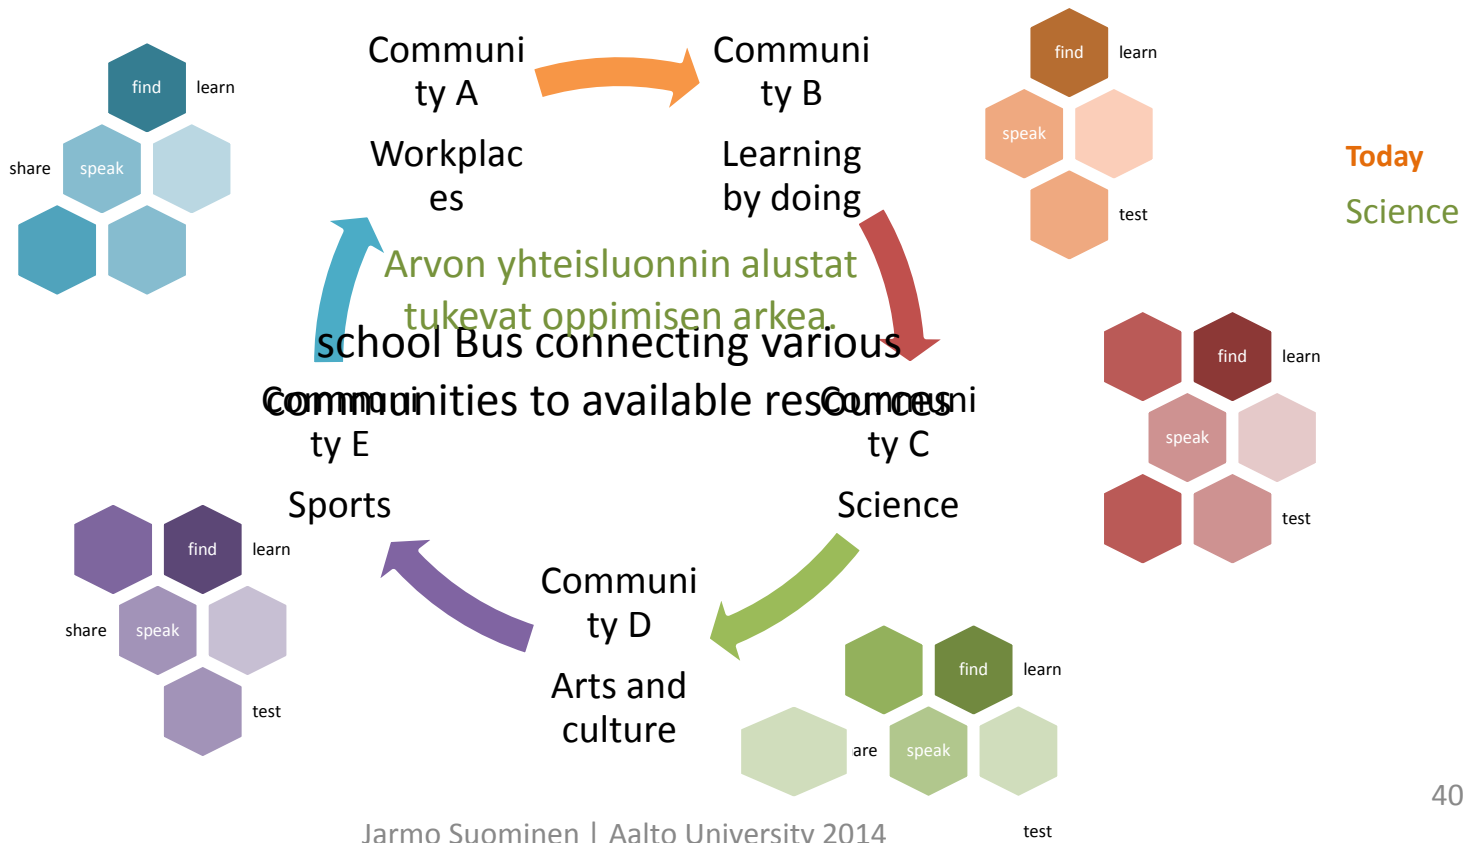 find
learn
share
speak
Communi
ty A
Workplac
es
Communi
ty B
Learning
by doing
find
learn
speak
test
Today
Science
Arvon yhteisluonnin alustat
tukevat oppimisen arkea.
school Bus connecting various
communities to available resources
Communi
ty E
Sports
Communi
ty C
Science
find
learn
speak
test
find
learn
share
speak
test
Communi
ty D
Arts and
culture
find
learn
are
speak
test
40
Jarmo Suominen | Aalto University 2014